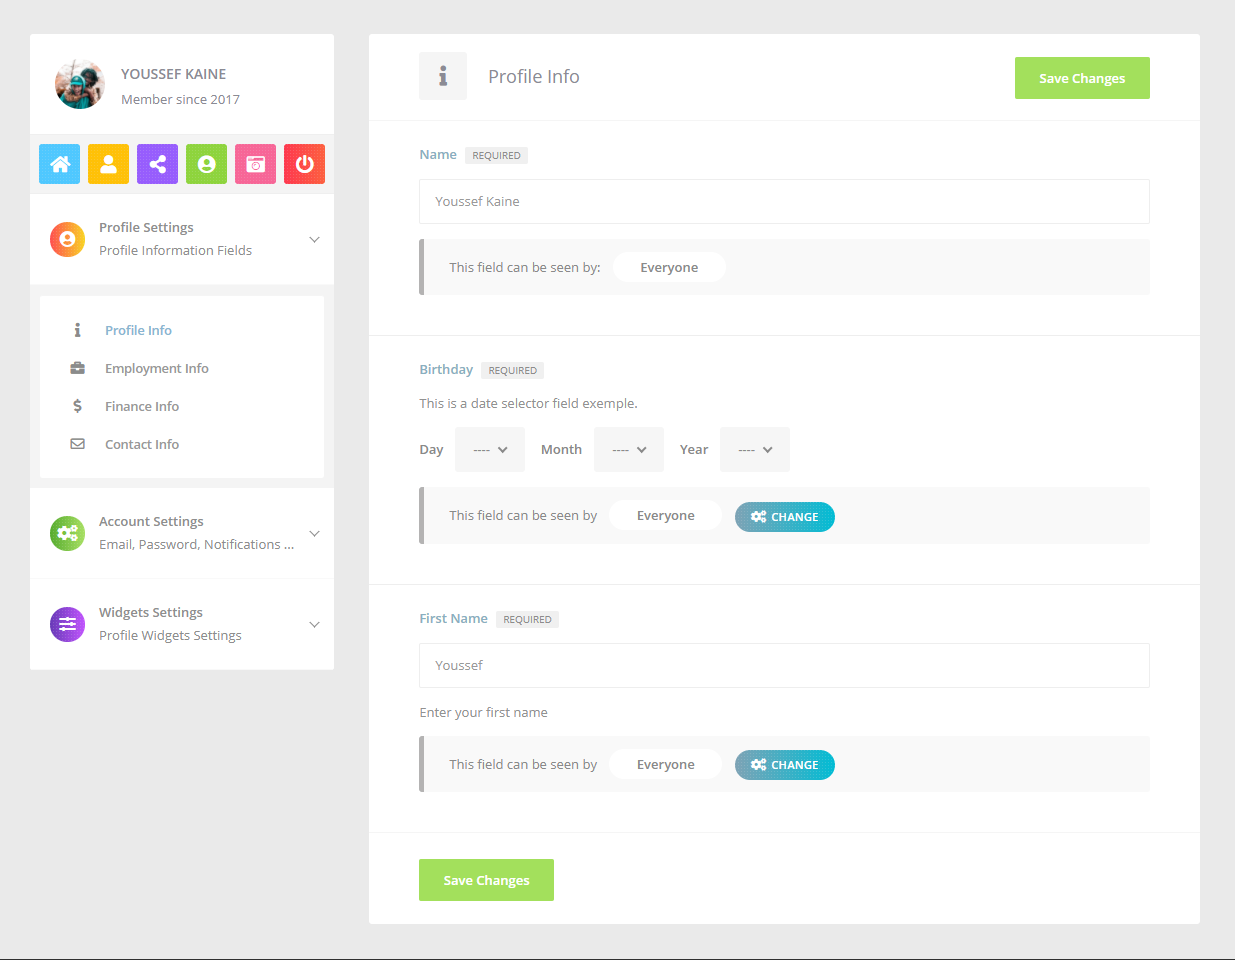 YOUSSEF KAINE
Member since 2017
Profile Settings
Profile Information Fields
Profile Info
Employment Info
Finance Info
Contact Info
Account Settings
Email, Password, Notifications ...
Widgets Settings
Profile Widgets Settings
Profile Info
Save Changes
Name REQUIRED
Youssef Kaine
This field can be seen by: Everyone
Birthday REQUIRED
This is a date selector field exemple.
Day ---- Month ---- Year ----
This field can be seen by Everyone CHANGE
First Name REQUIRED
Youssef
Enter your first name
This field can be seen by Everyone CHANGE
Save Changes